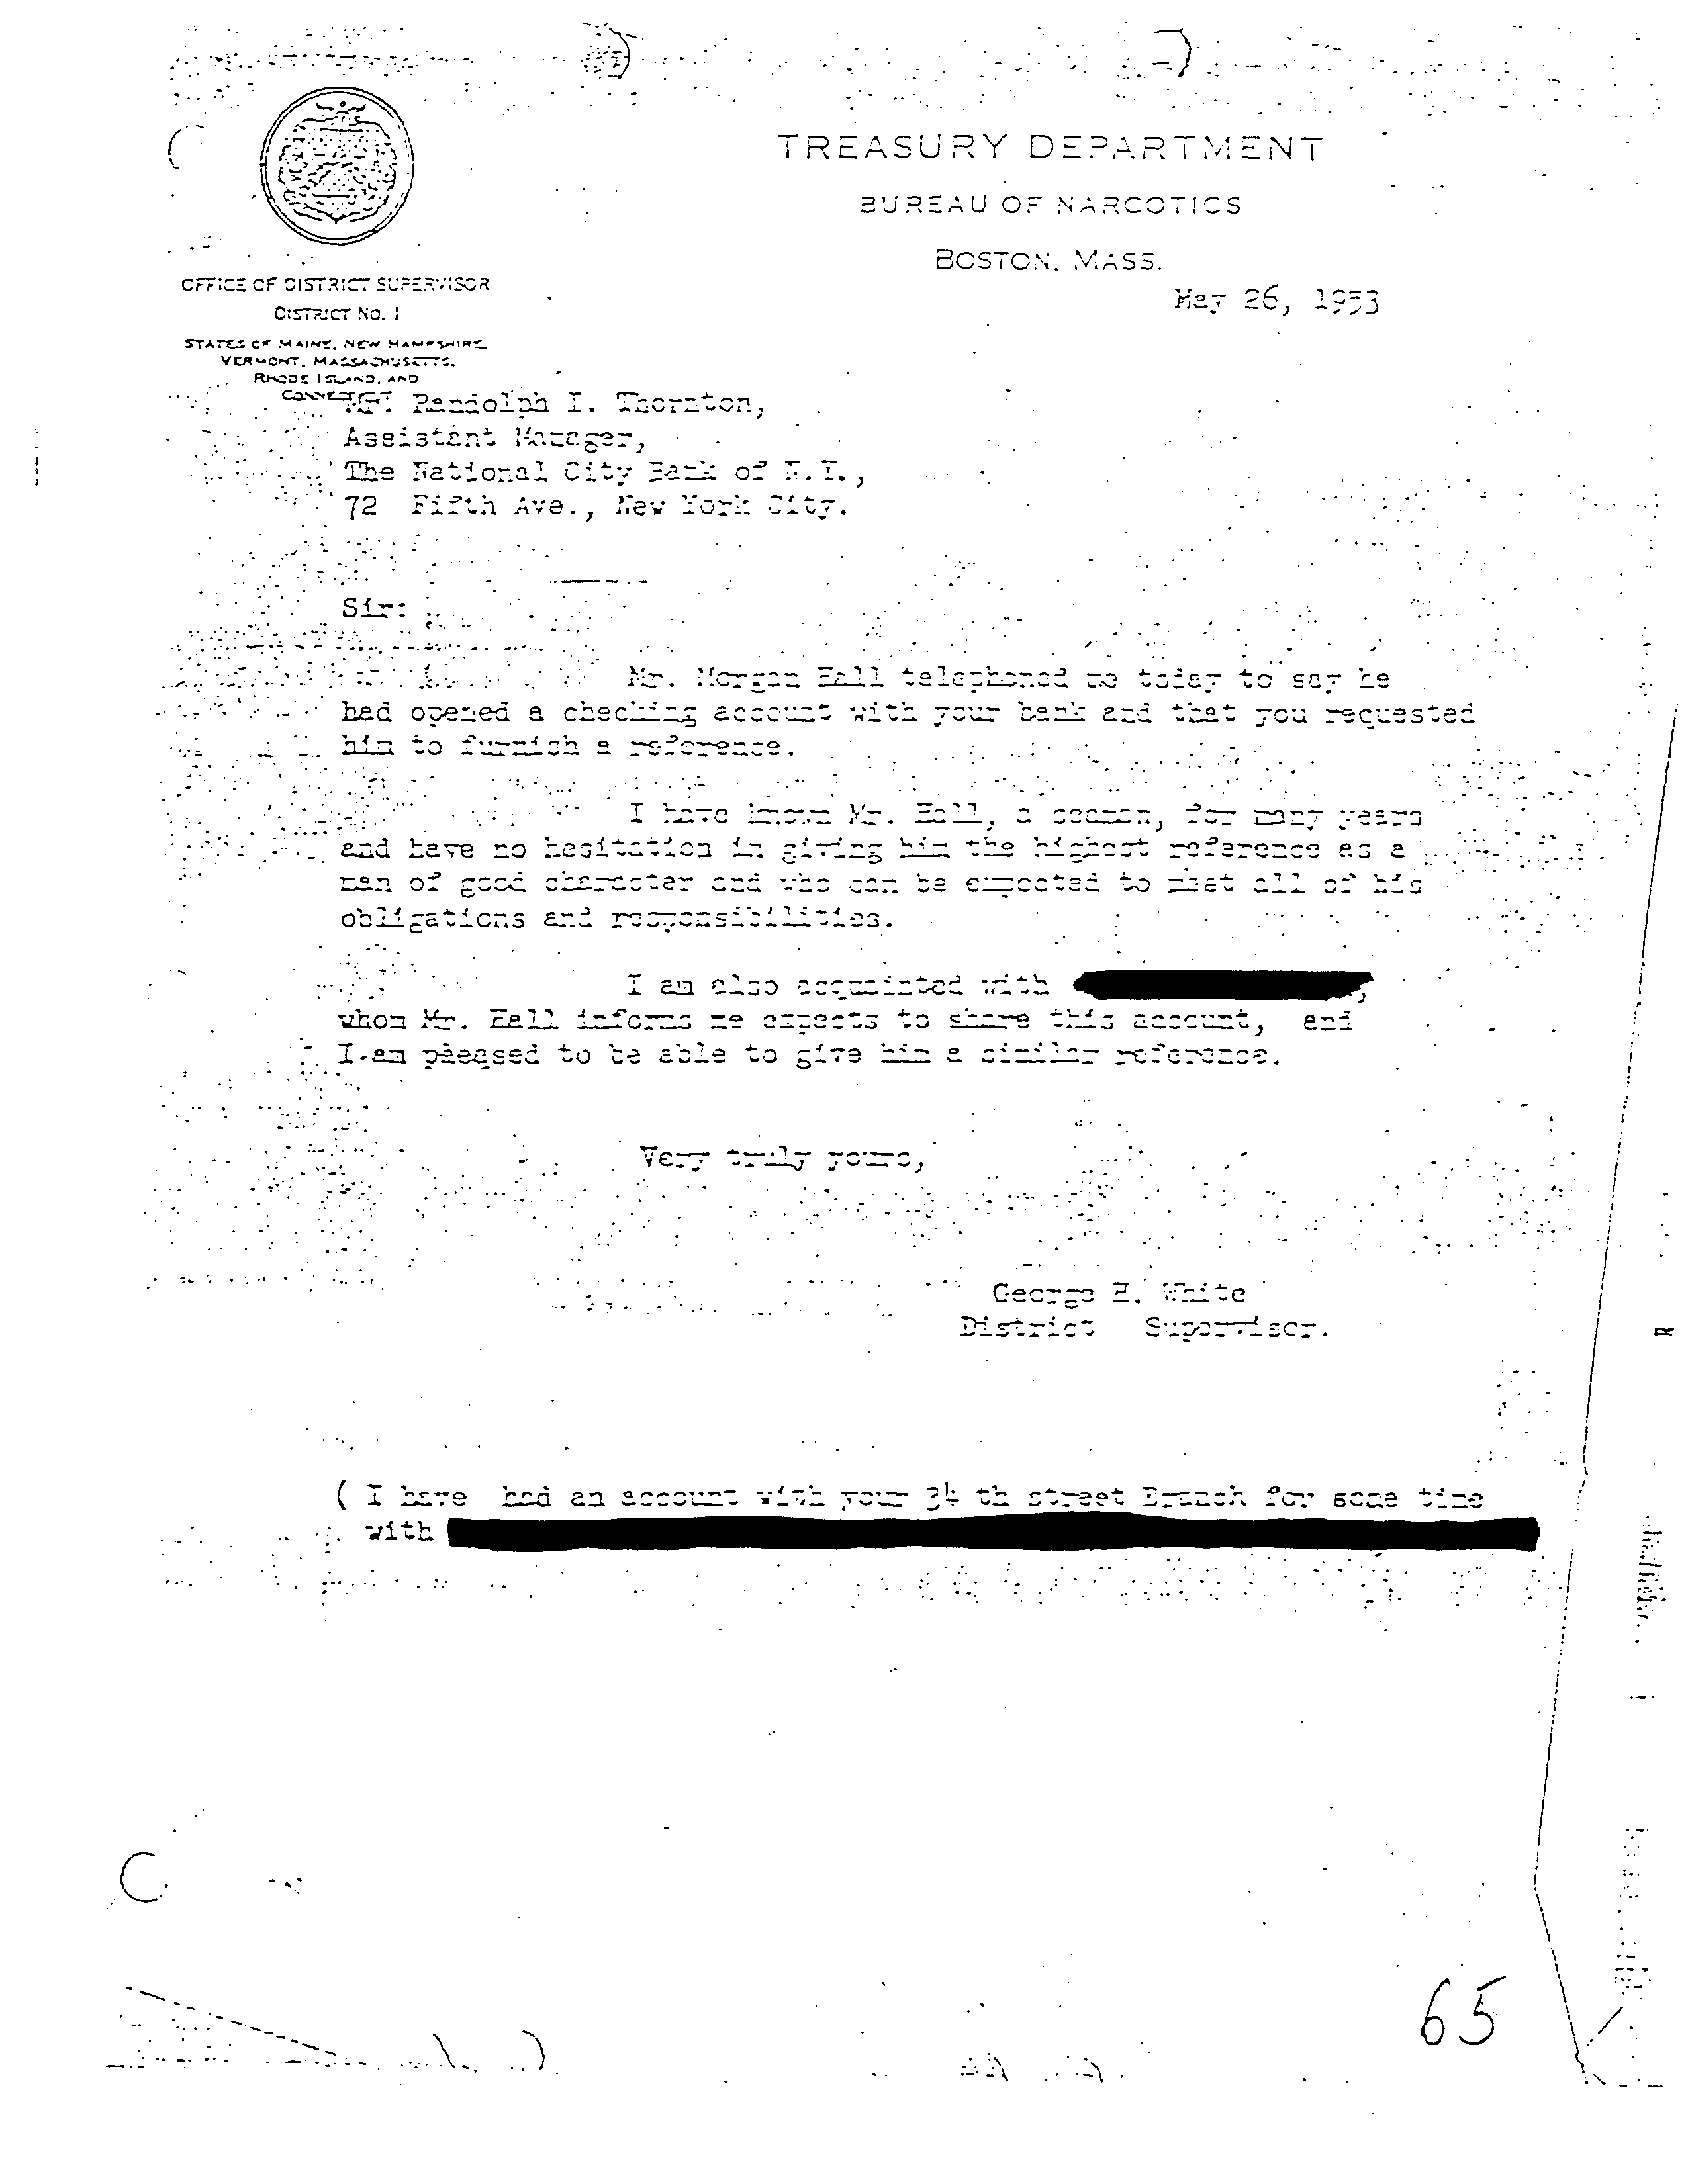 TREASURY DEPARTMENT
BUREAU OF NARCOTICS
BOSTON, MASS.
May 26, 1953
OFFICE OF DISTRICT SUPERVISOR
DISTRICT NO. 1
STATES OF MAINE, NEW HAMPSHIRE,
VERMONT, MASSACHUSETTS,
RHODE ISLAND, AND
CONNECTICUT
Mr. Randolph I. Thornton,
Assistant Manager,
The National City Bank of N.Y.,
72 Fifth Ave., New York City.
Sir:
Mr. Morgan Hall telephoned me today to say he
had opened a checking account with your bank and that you requested
him to furnish a reference.
I have known Mr. Hall, a seaman, for many years
and have no hesitation in giving him the highest reference as a
man of good character and who can be expected to meet all of his
obligations and responsibilities.
I am also acquainted with ,
whom Mr. Hall informs me expects to share this account, and
I am pleased to be able to give him a similar reference.
Very truly yours,
George H. White
District Supervisor.
( I have had an account with your 34 th street Branch for some time
with
65